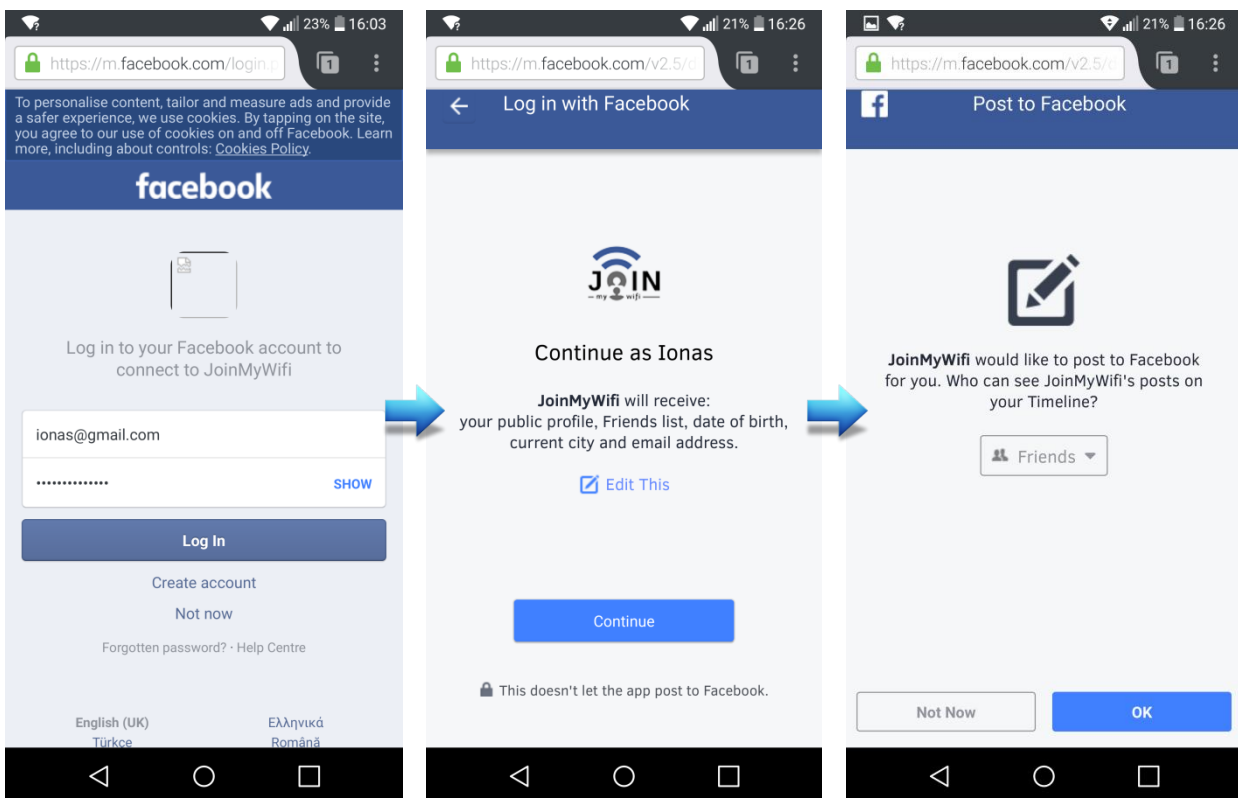 23% 16:03
https://m.facebook.com/login.p
1
To personalise content, tailor and measure ads and provide
a safer experience, we use cookies. By tapping on the site,
you agree to our use of cookies on and off Facebook. Learn
more, including about controls: Cookies Policy.
facebook
Log in to your Facebook account to
connect to JoinMyWifi
ionas@gmail.com
•••••••••••••• SHOW
Log In
Create account
Not now
Forgotten password? · Help Centre
English (UK) Ελληνικά
Türkçe Română
21% 16:26
https://m.facebook.com/v2.5/d
1
Log in with Facebook
JOIN
my wifi
Continue as Ionas
JoinMyWifi will receive:
your public profile, Friends list, date of birth,
current city and email address.
Edit This
Continue
This doesn't let the app post to Facebook.
21% 16:26
https://m.facebook.com/v2.5/d
1
f Post to Facebook
JoinMyWifi would like to post to Facebook
for you. Who can see JoinMyWifi's posts on
your Timeline?
Friends
Not Now OK